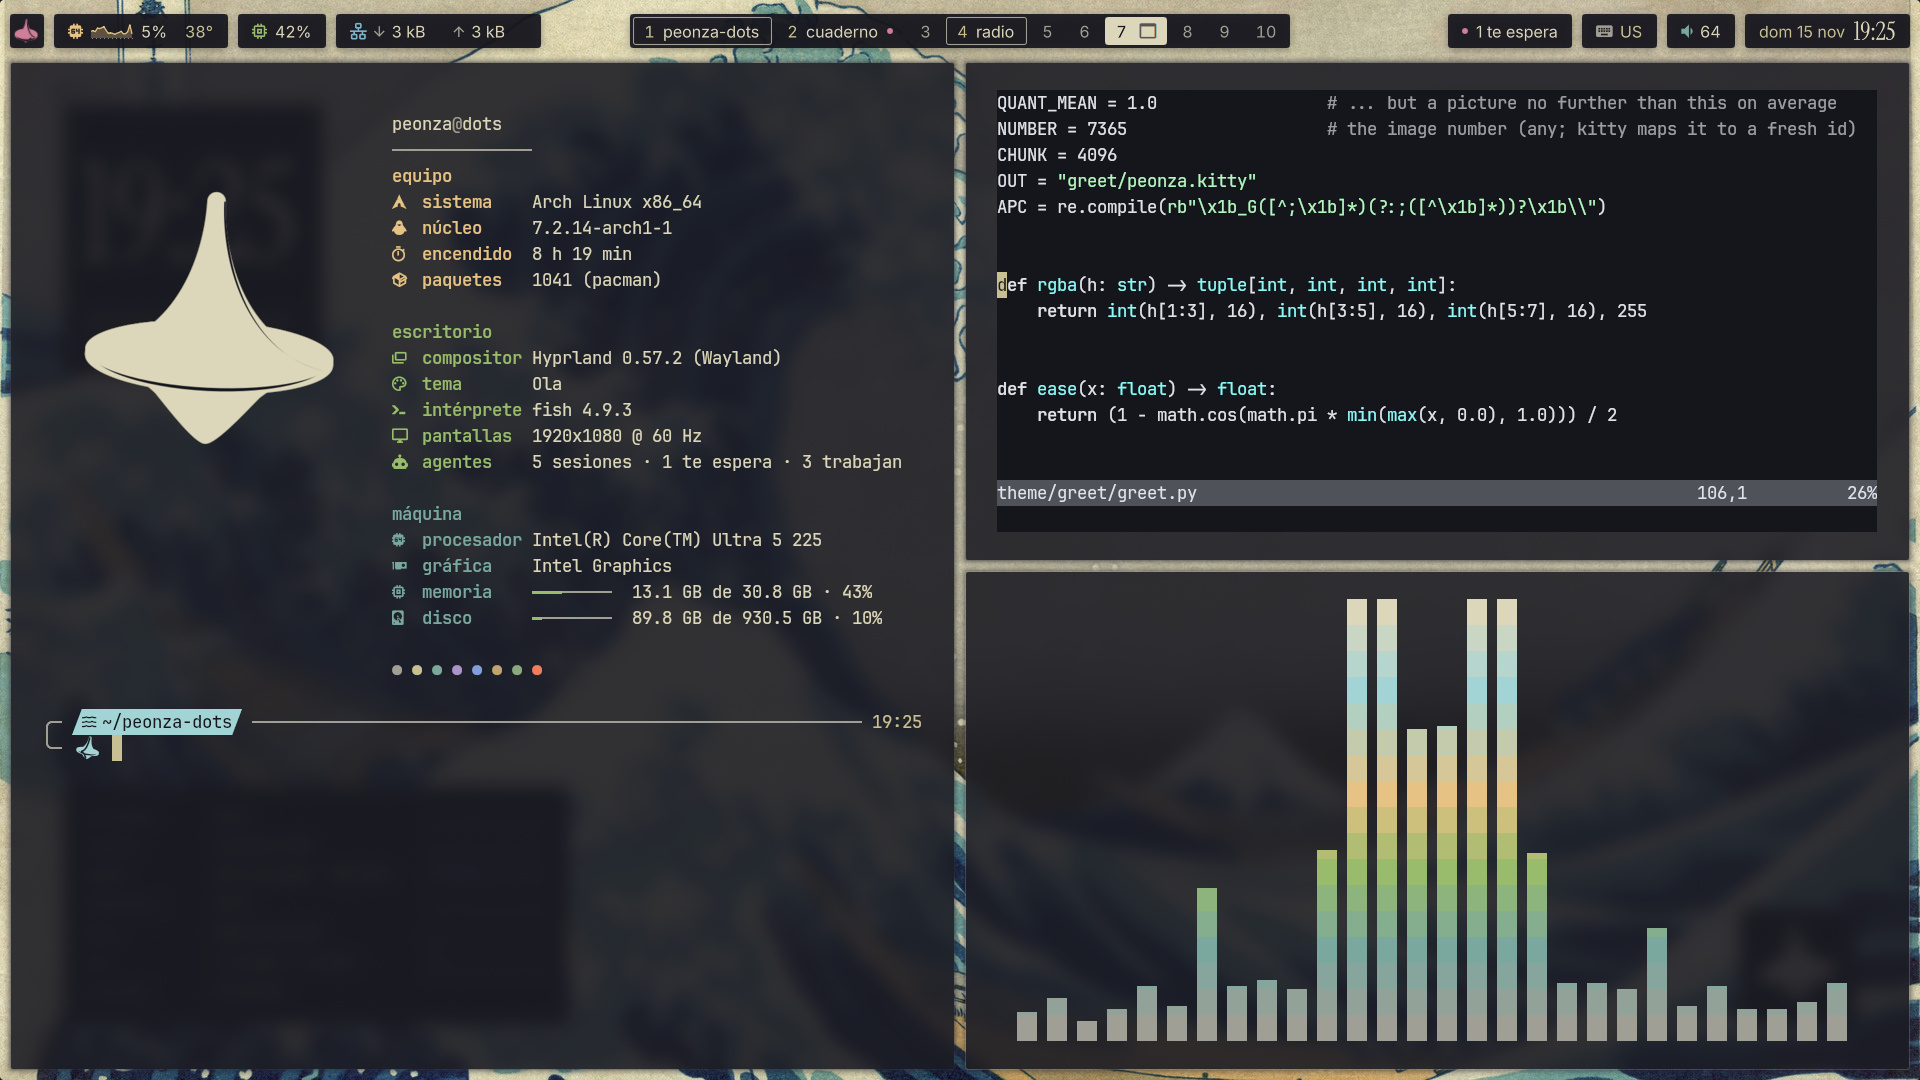 5% 38° 42% ↓ 3 kB ↑ 3 kB 1 peonza-dots 2 cuaderno • 3 4 radio 5 6 7 8 9 10 • 1 te espera US 64 dom 15 nov 19:25
peonza@dots
equipo
sistema Arch Linux x86_64
núcleo 7.2.14-arch1-1
encendido 8 h 19 min
paquetes 1041 (pacman)
escritorio
compositor Hyprland 0.57.2 (Wayland)
tema Ola
intérprete fish 4.9.3
pantallas 1920x1080 @ 60 Hz
agentes 5 sesiones · 1 te espera · 3 trabajan
máquina
procesador Intel(R) Core(TM) Ultra 5 225
gráfica Intel Graphics
memoria 13.1 GB de 30.8 GB · 43%
disco 89.8 GB de 930.5 GB · 10%
~/peonza-dots 19:25
QUANT_MEAN = 1.0 # ... but a picture no further than this on average
NUMBER = 7365 # the image number (any; kitty maps it to a fresh id)
CHUNK = 4096
OUT = "greet/peonza.kitty"
APC = re.compile(rb"\x1b_G([^;\x1b]*)(?:;([^\x1b]*))?\x1b\\")
def rgba(h: str) -> tuple[int, int, int, int]:
    return int(h[1:3], 16), int(h[3:5], 16), int(h[5:7], 16), 255
def ease(x: float) -> float:
    return (1 - math.cos(math.pi * min(max(x, 0.0), 1.0))) / 2
theme/greet/greet.py 106,1 26%